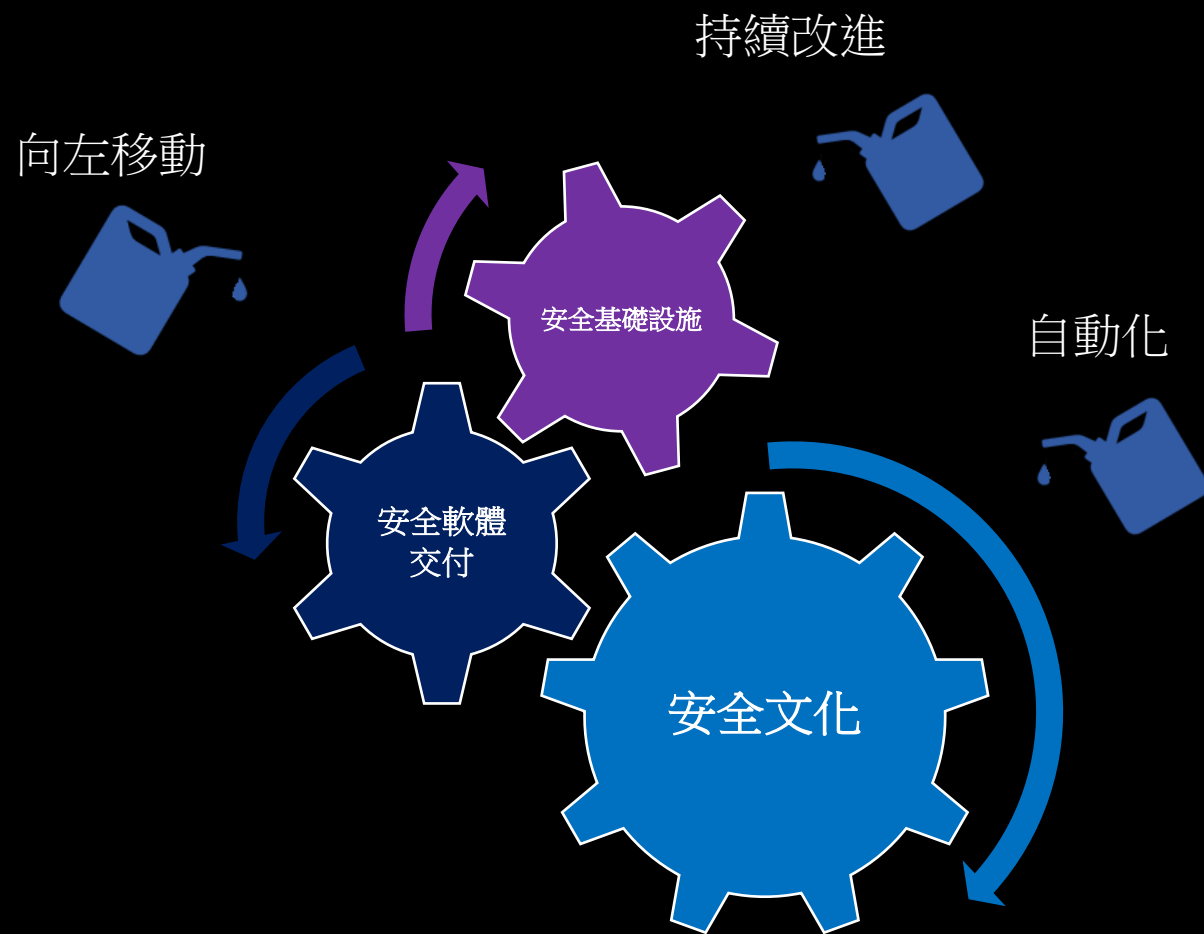 持續改進
向左移動
安全基礎設施
自動化
安全軟體
交付
安全文化